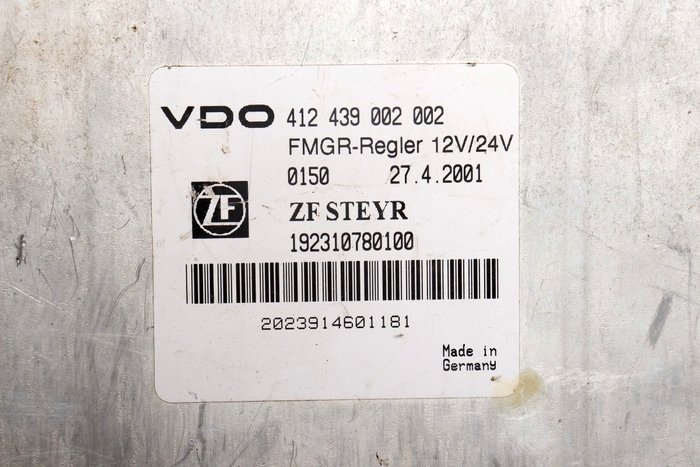 VDO 412 439 002 002
FMGR-Regler 12V/24V
0150 27.4.2001
ZF ZF STEYR
192310780100
2023914601181
Made in
Germany